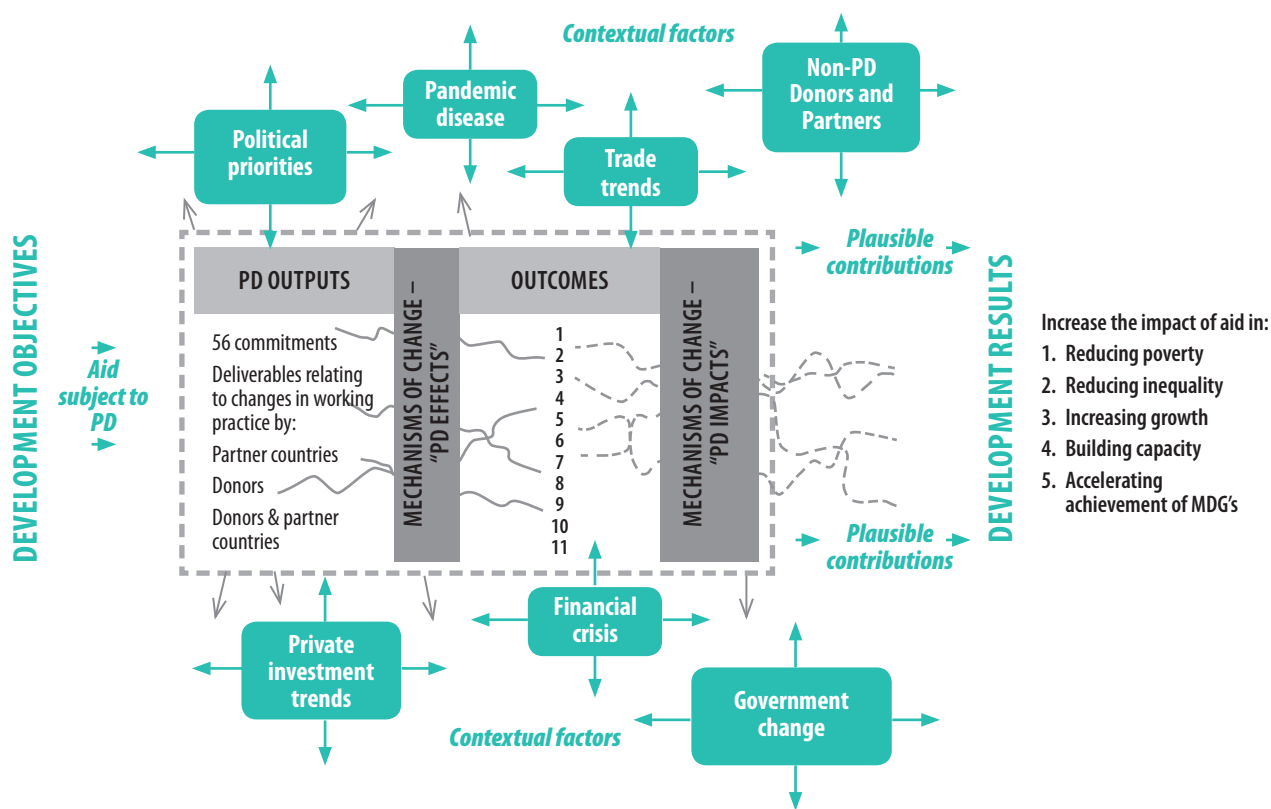 Contextual factors
Political
priorities
Pandemic
disease
Trade
trends
Non-PD
Donors and
Partners
DEVELOPMENT OBJECTIVES
Aid
subject to
PD
PD OUTPUTS
56 commitments
Deliverables relating
to changes in working
practice by:
Partner countries
Donors
Donors & partner
countries
MECHANISMS OF CHANGE –
“PD EFFECTS”
OUTCOMES
1
2
3
4
5
6
7
8
9
10
11
MECHANISMS OF CHANGE –
“PD IMPACTS”
Plausible
contributions
Plausible
contributions
DEVELOPMENT RESULTS
Increase the impact of aid in:
1. Reducing poverty
2. Reducing inequality
3. Increasing growth
4. Building capacity
5. Accelerating
achievement of MDG’s
Private
investment
trends
Financial
crisis
Government
change
Contextual factors